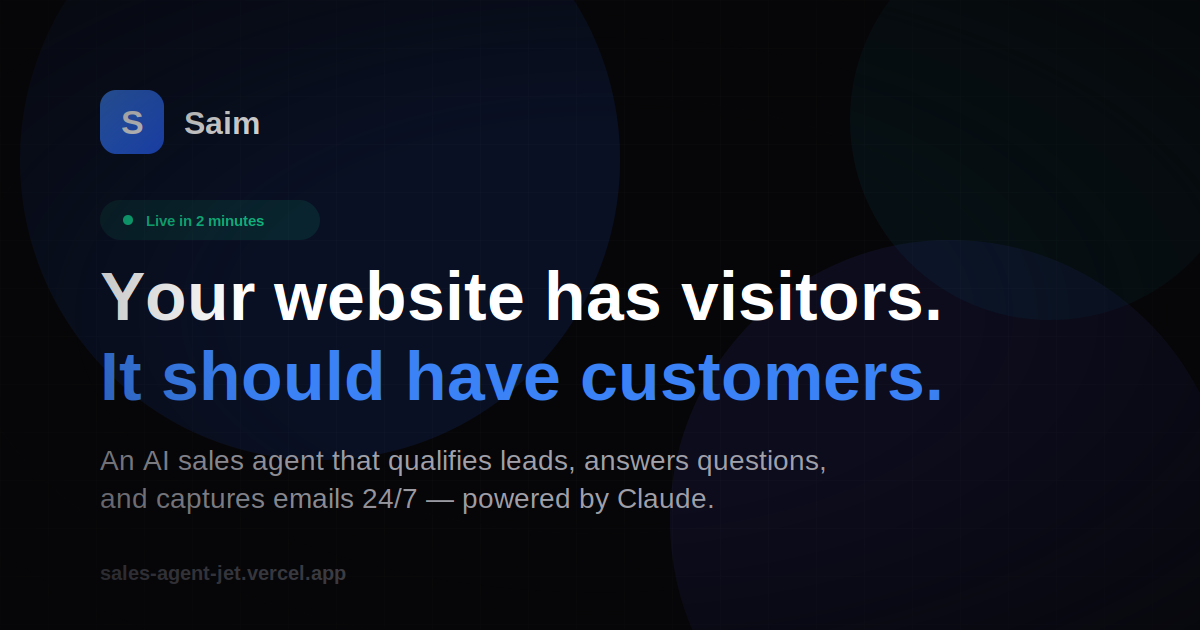 S
Saim
Live in 2 minutes
Your website has visitors.
It should have customers.
An AI sales agent that qualifies leads, answers questions,
and captures emails 24/7 — powered by Claude.
sales-agent-jet.vercel.app